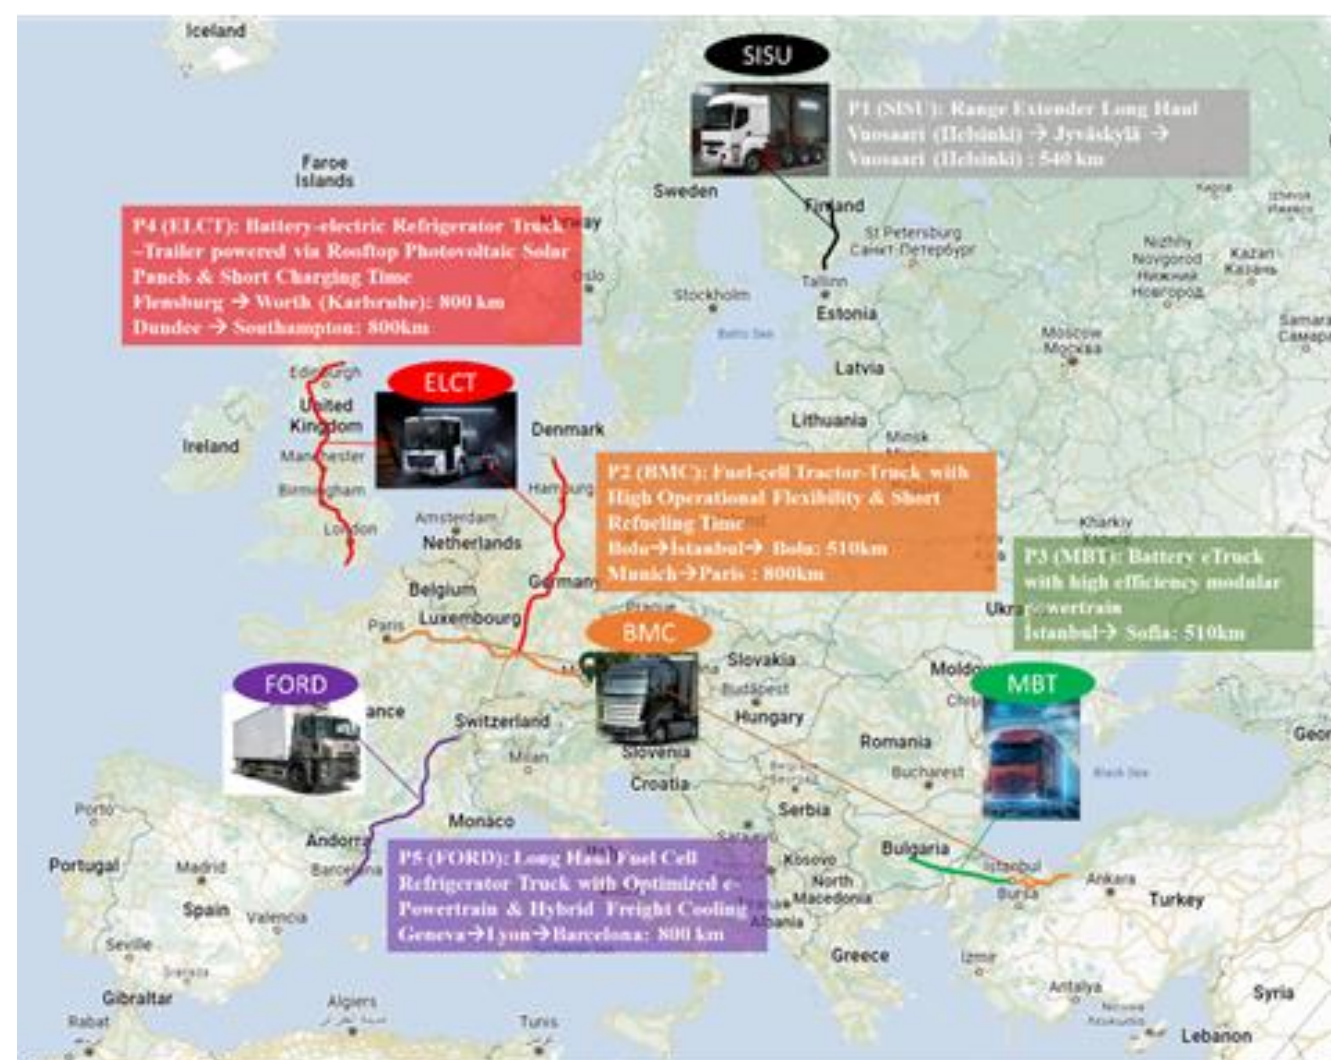 Iceland
SISU
P1 (SISU): Range Extender Long Haul
Vuosaari (Helsinki) → Jyväskylä →
Vuosaari (Helsinki) : 540 km
Faroe
Islands
Sweden
Finland
St Petersburg
Санкт-Петербург
Nizhny
Novgorod
Нижний
Новгород
Kazan
Казань
P4 (ELCT): Battery-electric Refrigerator Truck
–Trailer powered via Rooftop Photovoltaic Solar
Panels & Short Charging Time
Flensburg → Worth (Karlsruhe): 800 km
Dundee → Southampton: 800km
way
Oslo
Stockholm
Tallinn
Estonia
Baltic Sea
Moscow
Москва
Samara
Самара
Latvia
Edinburgh
ELCT
United
Kingdom
Ireland
Denmark
Lithuania
Minsk
Manchester
Birmingham
Hamburg
London
Amsterdam
Netherlands
P2 (BMC): Fuel-cell Tractor-Truck with
High Operational Flexibility & Short
Refueling Time
Bolu→İstanbul→ Bolu: 510km
Munich→Paris : 800km
Kharkiv
Харків
P3 (MBT): Battery eTruck
with high efficiency modular
powertrain
İstanbul→ Sofia: 510km
Belgium
Germany
Luxembourg
Prague
Paris
Ukra
BMC
Slovakia
Budapest
Hungary
Moldo
MBT
FORD
ance
Switzerland
Milan
Slovenia
Croatia
Romania
Bucharest
Black Sea
Geor
Serbia
Porto
Monaco
Andorra
Portugal
Madrid
Barcelona
Spain
Valencia
P5 (FORD): Long Haul Fuel Cell
Refrigerator Truck with Optimized e-
Powertrain & Hybrid Freight Cooling
Geneva→Lyon→Barcelona: 800 km
Kosovo
North
Macedonia
Albania
Bulgaria
Istanbul
Bursa
Ankara
Turkey
Greece
Izmir
Antalya
Seville
Granada
Gibraltar
Rabat
Algiers
Tunis
Syria
Lebanon